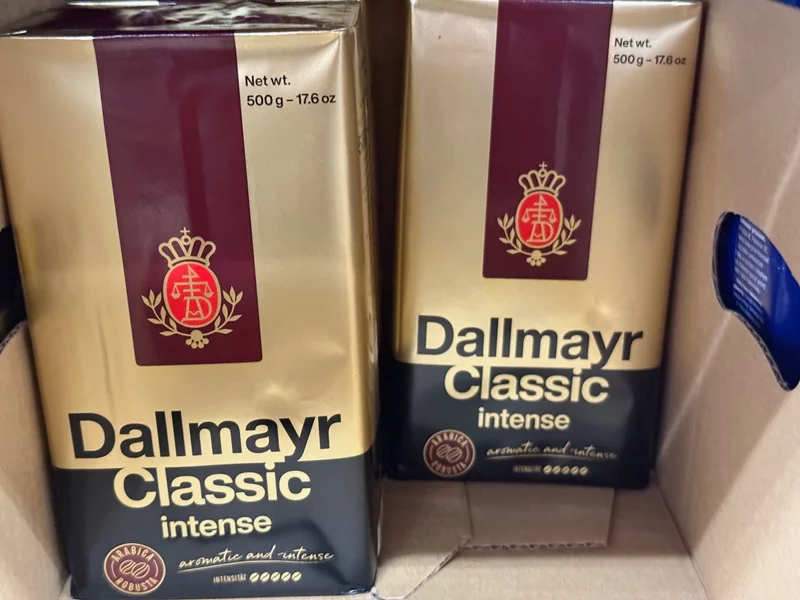 Net wt.
500 g – 17.6 oz
Dallmayr
Classic
intense
ARABICA
ROBUSTA
aromatic and intense
INTENSITÄT
Net wt.
500 g – 17.6 oz
Dallmayr
Classic
intense
ARABICA
ROBUSTA
aromatic and intense
INTENSITÄT